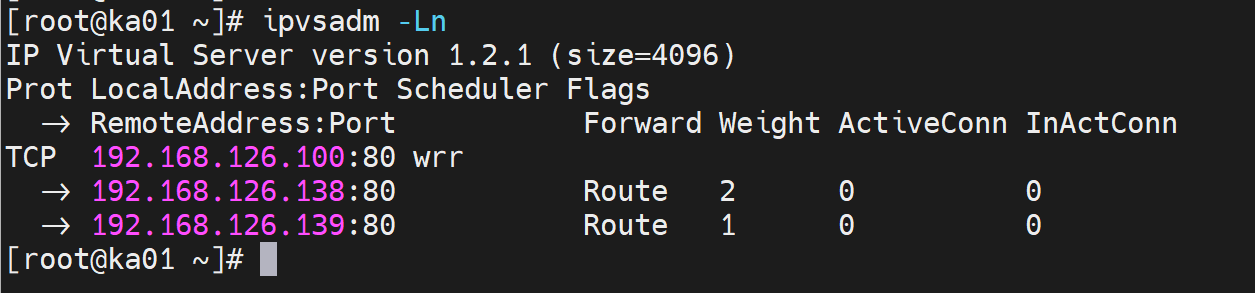 [root@ka01 ~]# ipvsadm -Ln
IP Virtual Server version 1.2.1 (size=4096)
Prot LocalAddress:Port Scheduler Flags
  -> RemoteAddress:Port           Forward Weight ActiveConn InActConn
TCP  192.168.126.100:80 wrr
  -> 192.168.126.138:80           Route   2      0          0
  -> 192.168.126.139:80           Route   1      0          0
[root@ka01 ~]#